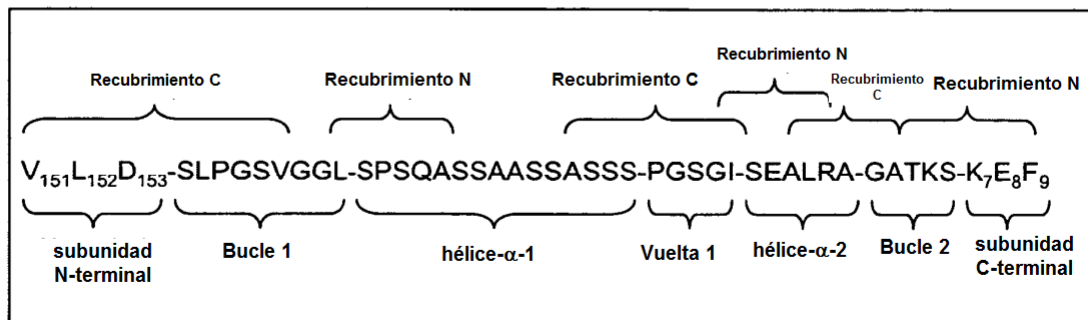 Recubrimiento C
Recubrimiento N
Recubrimiento C
Recubrimiento N
Recubrimiento
C
Recubrimiento N
V₁₅₁L₁₅₂D₁₅₃-SLPGSVGGL-SPSQASSAASSASSS-PGSGI-SEALRA-GATKS-K₇E₈F₉
subunidad
N-terminal
Bucle 1
hélice-α-1
Vuelta 1
hélice-α-2
Bucle 2
subunidad
C-terminal